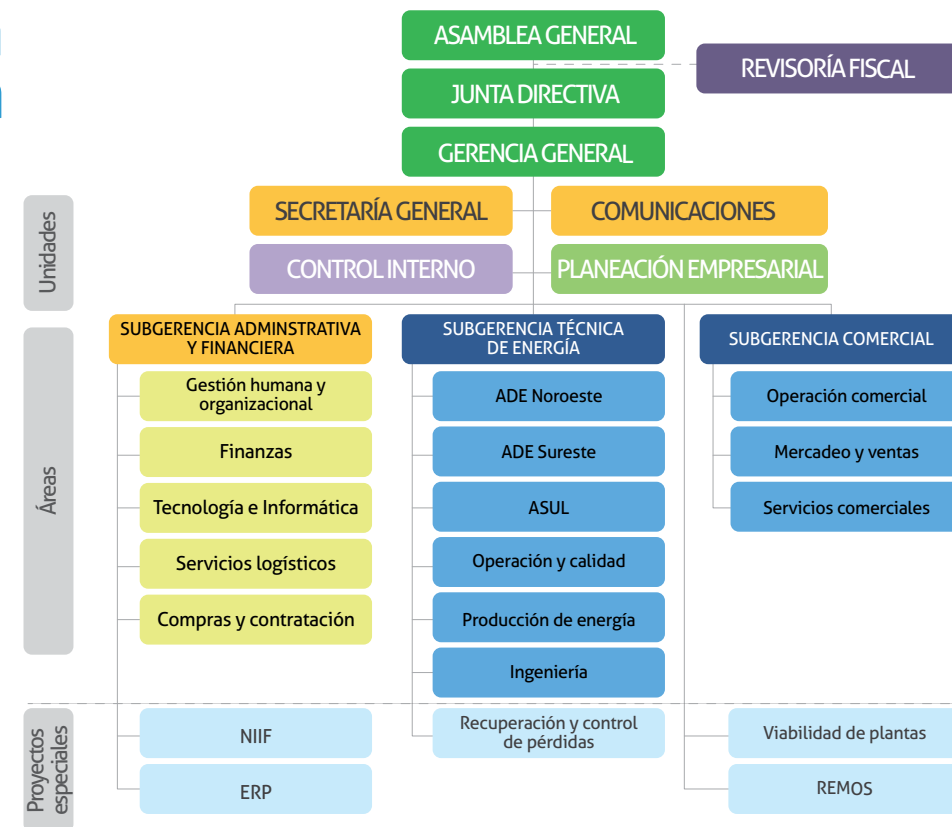 ASAMBLEA GENERAL
REVISORÍA FISCAL
JUNTA DIRECTIVA
GERENCIA GENERAL
Unidades
SECRETARÍA GENERAL
COMUNICACIONES
CONTROL INTERNO
PLANEACIÓN EMPRESARIAL
Áreas
SUBGERENCIA ADMINSTRATIVA
Y FINANCIERA
Gestión humana y
organizacional
Finanzas
Tecnología e Informática
Servicios logísticos
Compras y contratación
SUBGERENCIA TÉCNICA
DE ENERGÍA
ADE Noroeste
ADE Sureste
ASUL
Operación y calidad
Producción de energía
Ingeniería
SUBGERENCIA COMERCIAL
Operación comercial
Mercadeo y ventas
Servicios comerciales
Proyectos
especiales
NIIF
ERP
Recuperación y control
de pérdidas
Viabilidad de plantas
REMOS